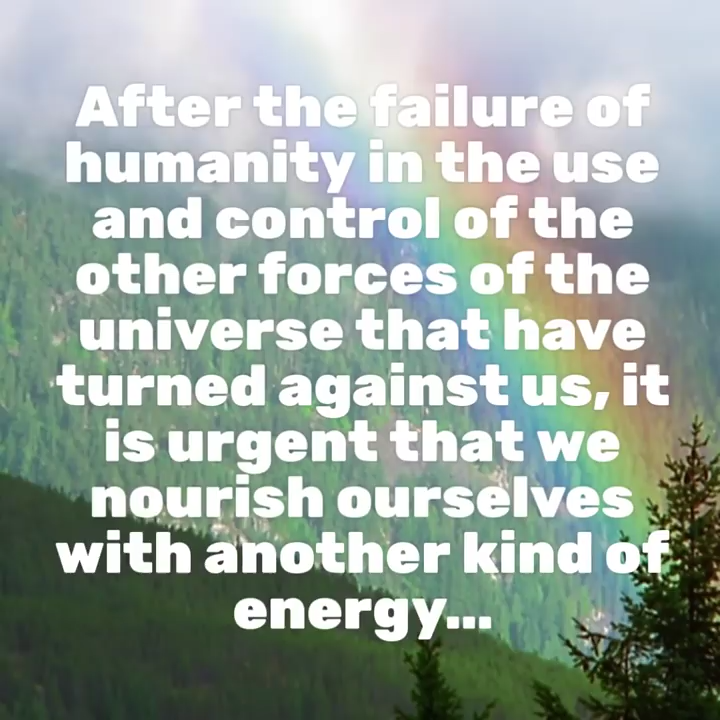 After the failure of
humanity in the use
and control of the
other forces of the
universe that have
turned against us, it
is urgent that we
nourish ourselves
with another kind of
energy...